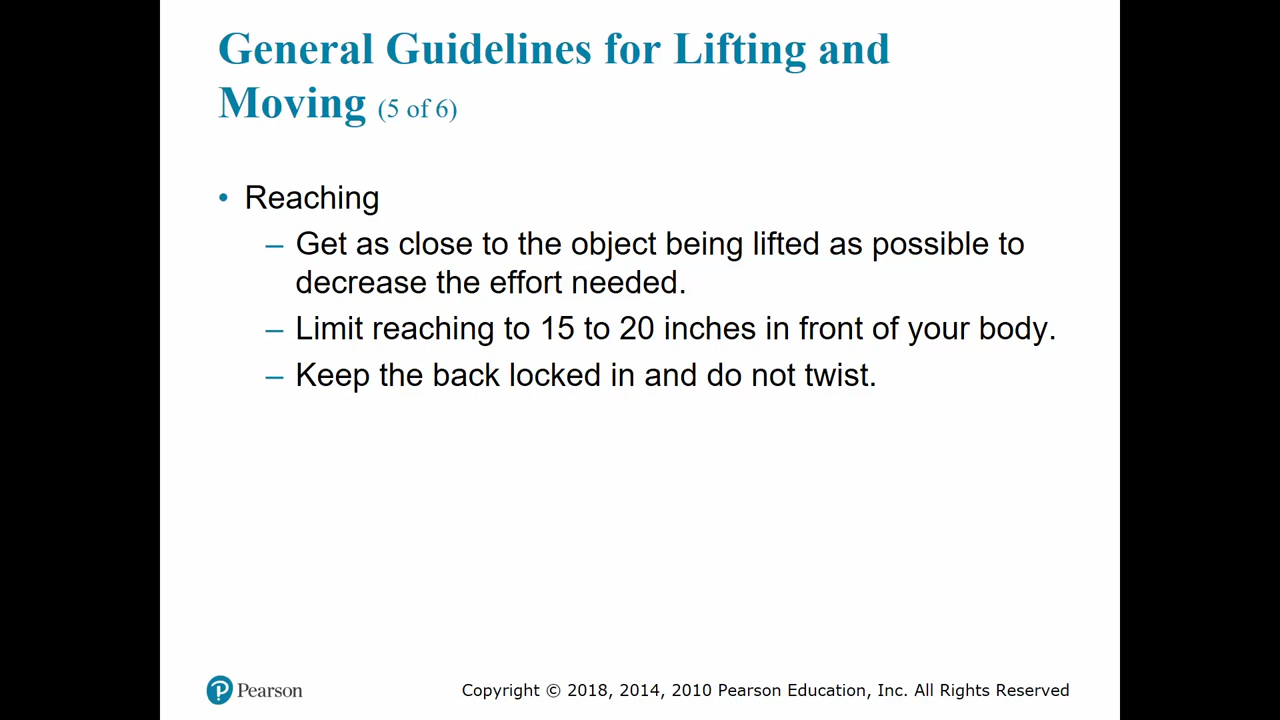 General Guidelines for Lifting and
Moving (5 of 6)
• Reaching
– Get as close to the object being lifted as possible to
decrease the effort needed.
– Limit reaching to 15 to 20 inches in front of your body.
– Keep the back locked in and do not twist.
P Pearson
Copyright © 2018, 2014, 2010 Pearson Education, Inc. All Rights Reserved